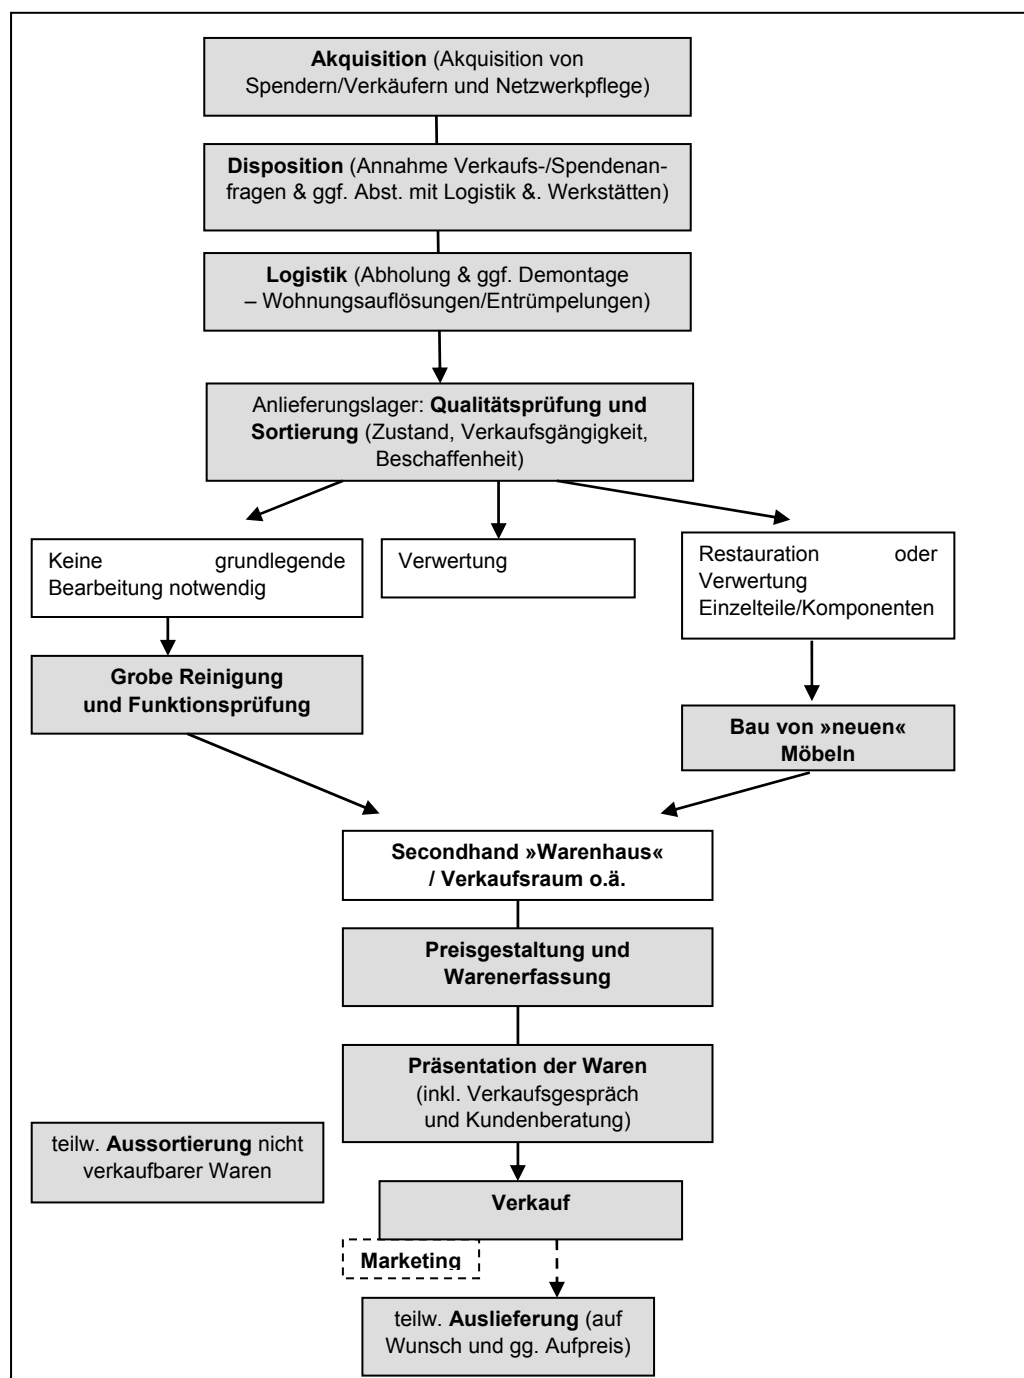 Akquisition (Akquisition von
Spendern/Verkäufern und Netzwerkpflege)
Disposition (Annahme Verkaufs-/Spendenan-
fragen & ggf. Abst. mit Logistik &. Werkstätten)
Logistik (Abholung & ggf. Demontage
– Wohnungsauflösungen/Entrümpelungen)
Anlieferungslager: Qualitätsprüfung und
Sortierung (Zustand, Verkaufsgängigkeit,
Beschaffenheit)
Keine grundlegende
Bearbeitung notwendig
Verwertung
Restauration oder
Verwertung
Einzelteile/Komponenten
Grobe Reinigung
und Funktionsprüfung
Bau von »neuen«
Möbeln
Secondhand »Warenhaus«
/ Verkaufsraum o.ä.
Preisgestaltung und
Warenerfassung
Präsentation der Waren
(inkl. Verkaufsgespräch
und Kundenberatung)
teilw. Aussortierung nicht
verkaufbarer Waren
Verkauf
Marketing
teilw. Auslieferung (auf
Wunsch und gg. Aufpreis)